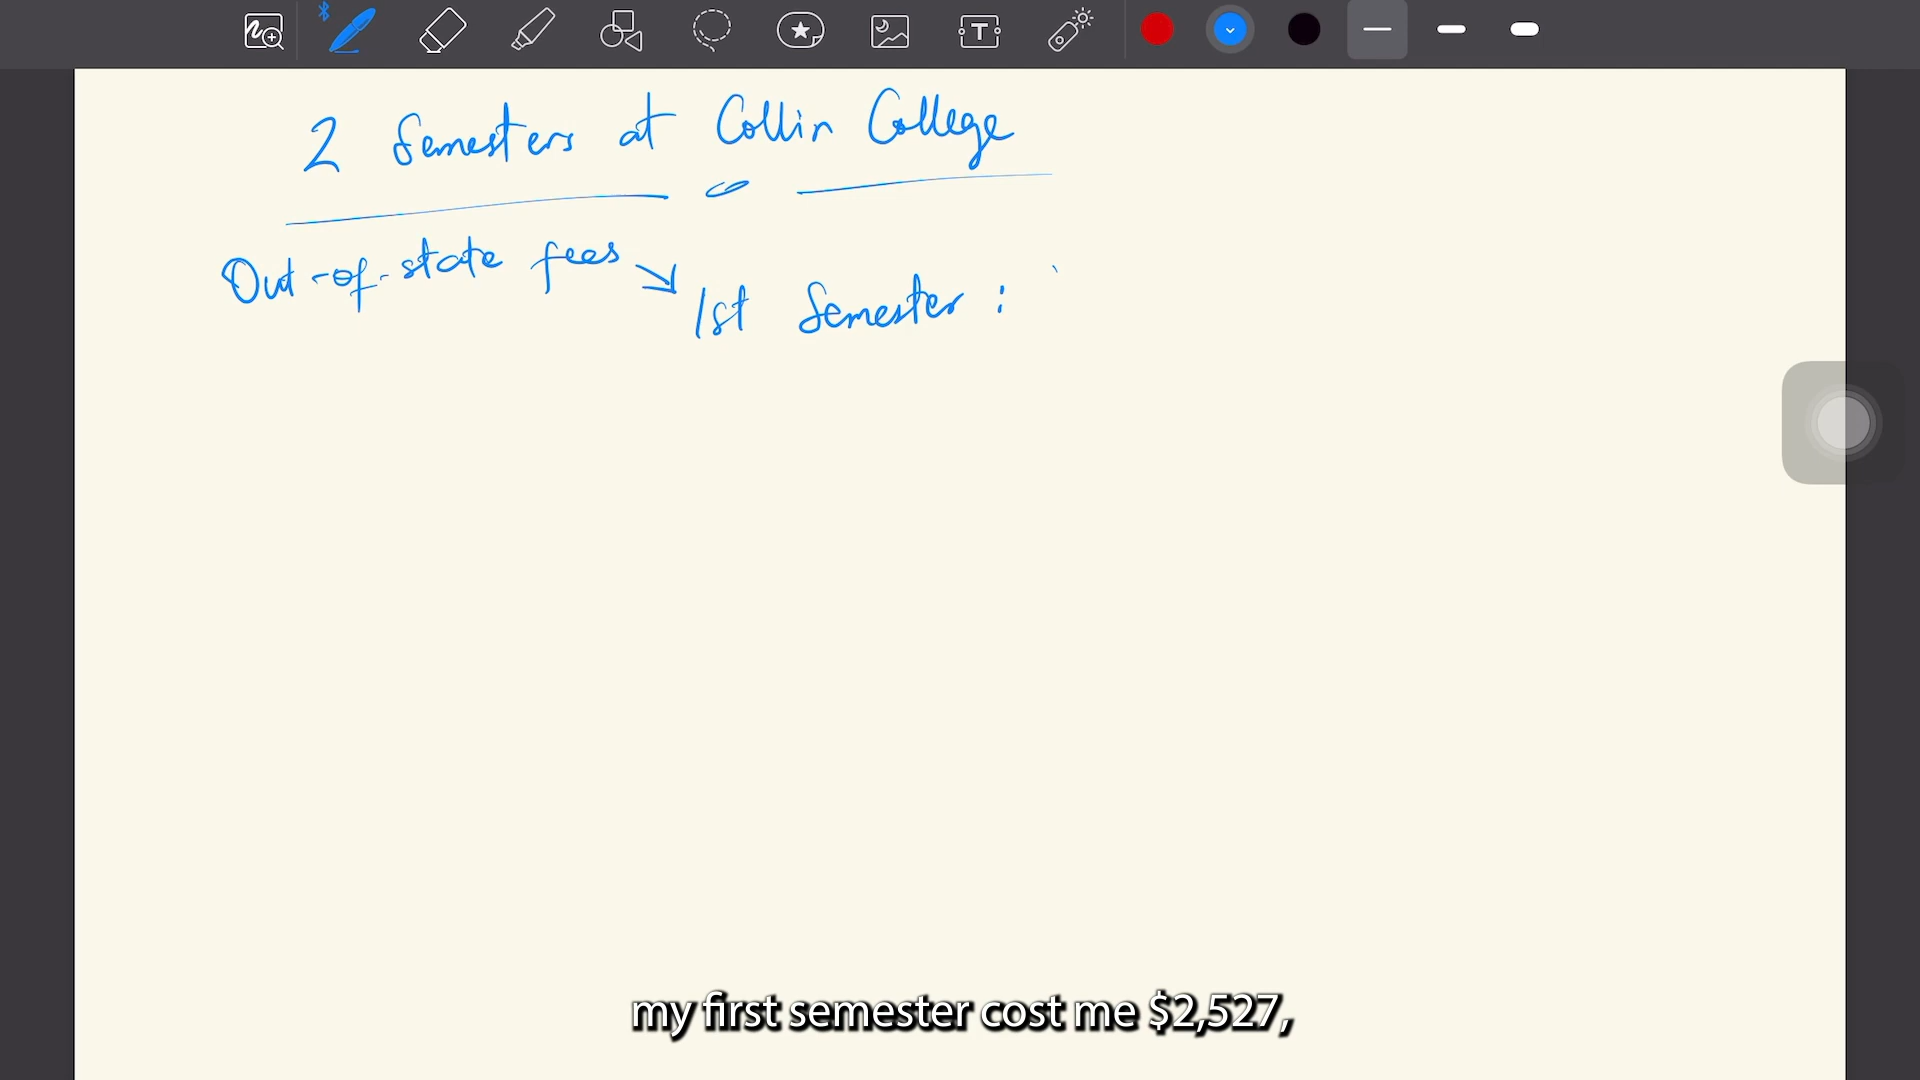 2 Semesters at Collin College
Out-of-state fees
1st Semester :
my first semester cost me $2,527,